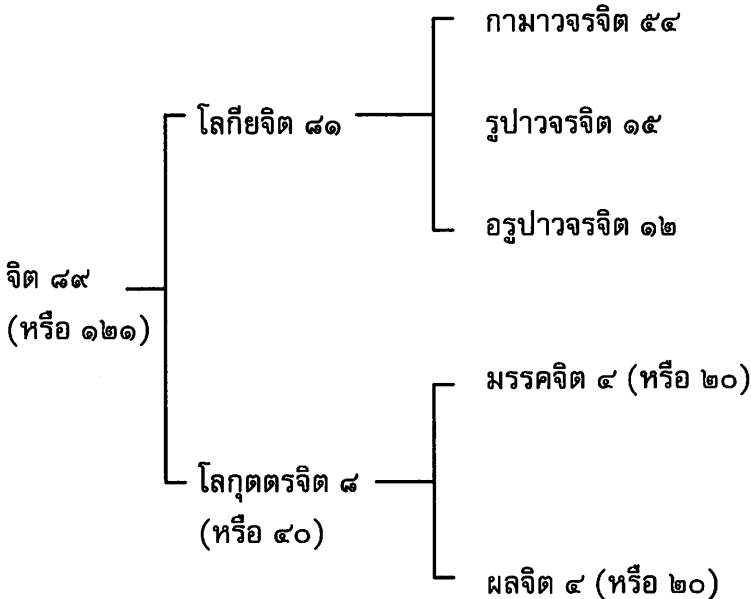 กามาวจรจิต ๕๔
โลกียจิต ๘๑
รูปาวจรจิต ๑๕
อรูปาวจรจิต ๑๒
จิต ๘๙
(หรือ ๑๒๑)
มรรคจิต ๔ (หรือ ๒๐)
โลกุตตรจิต ๘
(หรือ ๔๐)
ผลจิต ๔ (หรือ ๒๐)